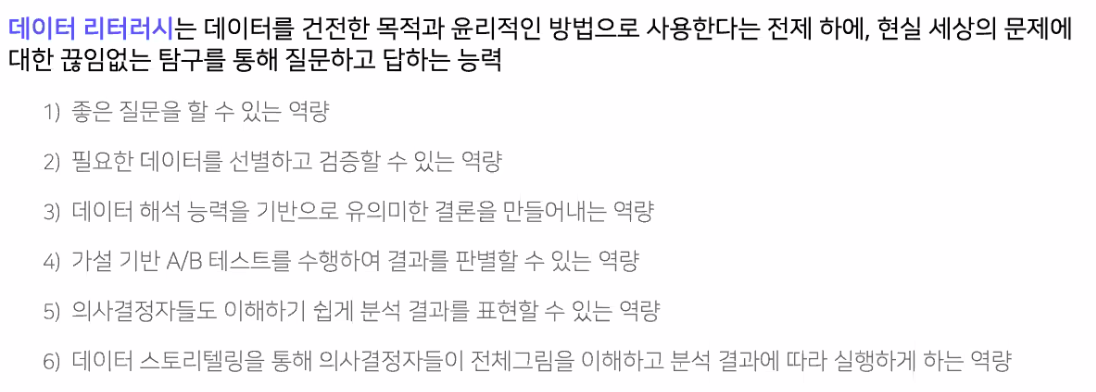 데이터 리터러시는 데이터를 건전한 목적과 윤리적인 방법으로 사용한다는 전제 하에, 현실 세상의 문제에
대한 끊임없는 탐구를 통해 질문하고 답하는 능력
1) 좋은 질문을 할 수 있는 역량
2) 필요한 데이터를 선별하고 검증할 수 있는 역량
3) 데이터 해석 능력을 기반으로 유의미한 결론을 만들어내는 역량
4) 가설 기반 A/B 테스트를 수행하여 결과를 판별할 수 있는 역량
5) 의사결정자들도 이해하기 쉽게 분석 결과를 표현할 수 있는 역량
6) 데이터 스토리텔링을 통해 의사결정자들이 전체그림을 이해하고 분석 결과에 따라 실행하게 하는 역량